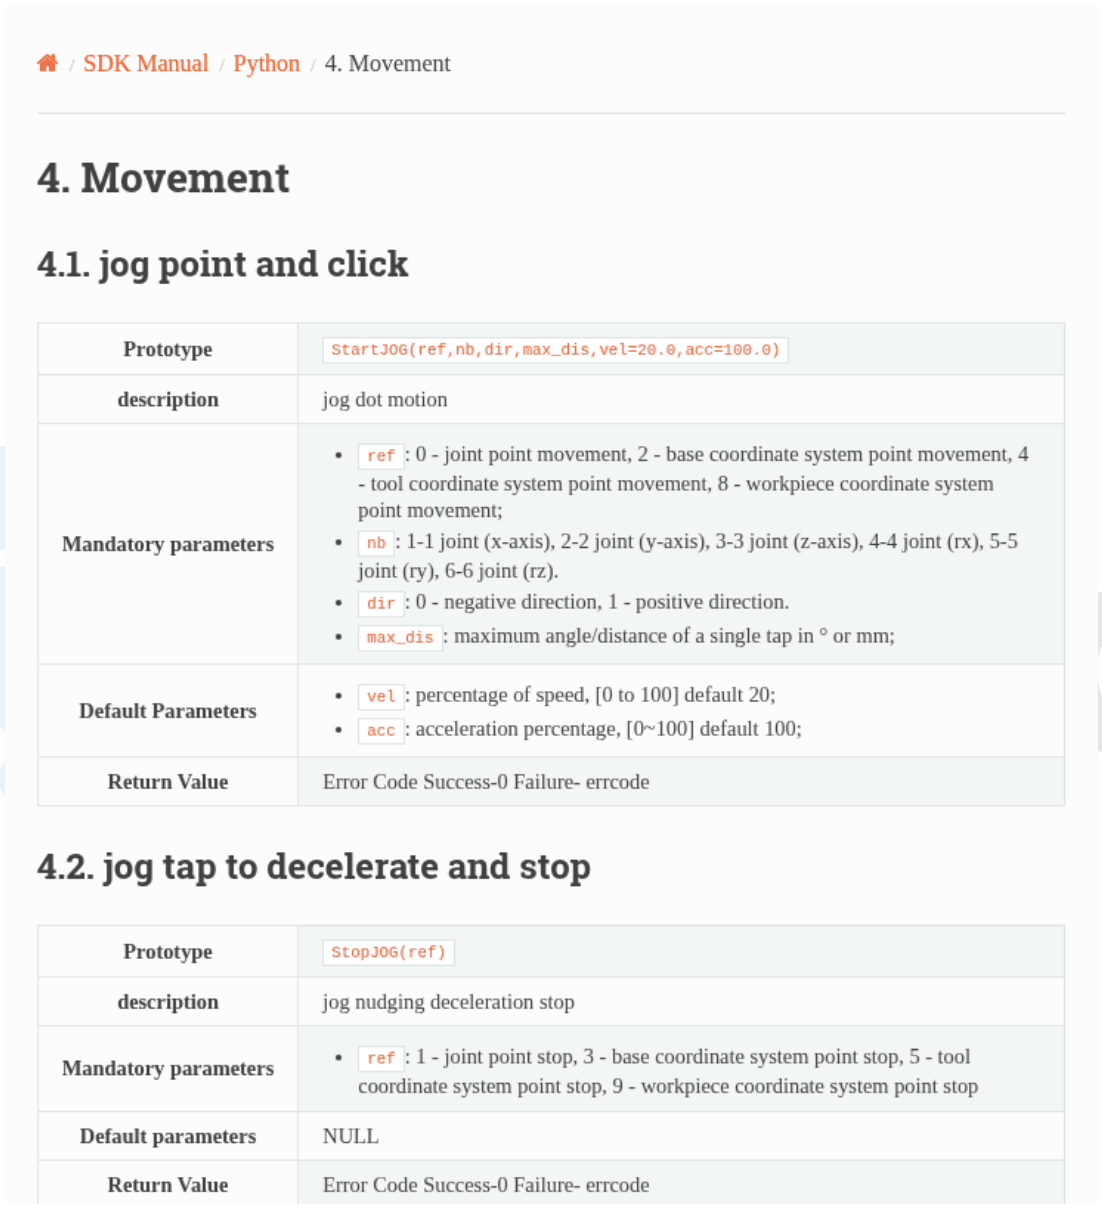 / SDK Manual / Python / 4. Movement
4. Movement
4.1. jog point and click
Prototype
StartJOG(ref,nb,dir,max_dis,vel=20.0,acc=100.0)
description
jog dot motion
Mandatory parameters
• ref : 0 - joint point movement, 2 - base coordinate system point movement, 4
- tool coordinate system point movement, 8 - workpiece coordinate system
point movement;
• nb : 1-1 joint (x-axis), 2-2 joint (y-axis), 3-3 joint (z-axis), 4-4 joint (rx), 5-5
joint (ry), 6-6 joint (rz).
• dir : 0 - negative direction, 1 - positive direction.
• max_dis : maximum angle/distance of a single tap in ° or mm;
Default Parameters
• vel : percentage of speed, [0 to 100] default 20;
• acc : acceleration percentage, [0~100] default 100;
Return Value
Error Code Success-0 Failure- errcode
4.2. jog tap to decelerate and stop
Prototype
StopJOG(ref)
description
jog nudging deceleration stop
Mandatory parameters
• ref : 1 - joint point stop, 3 - base coordinate system point stop, 5 - tool
coordinate system point stop, 9 - workpiece coordinate system point stop
Default parameters
NULL
Return Value
Error Code Success-0 Failure- errcode